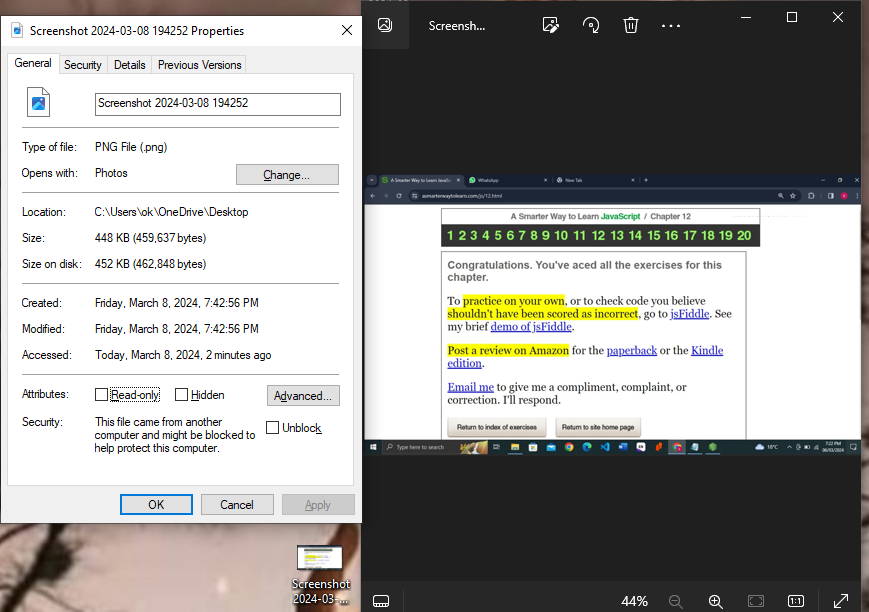 Screenshot 2024-03-08 194252 Properties
General
Security
Details
Previous Versions
Screenshot 2024-03-08 194252
Type of file:
PNG File (.png)
Opens with:
Photos
Change...
Location:
C:\Users\ok\OneDrive\Desktop
Size:
448 KB (459,637 bytes)
Size on disk:
452 KB (462,848 bytes)
Created:
Friday, March 8, 2024, 7:42:56 PM
Modified:
Friday, March 8, 2024, 7:42:56 PM
Accessed:
Today, March 8, 2024, 2 minutes ago
Attributes:
Read-only
Hidden
Advanced...
Security:
This file came from another
computer and might be blocked to
help protect this computer.
Unblock
OK
Cancel
Apply
Screenshot
2024-03-...
Screensh...
A Smarter Way to Learn JavaSc
WhatsApp
New Tab
asmarterwaytolearn.com/js/12.html
A Smarter Way to Learn JavaScript / Chapter 12
1 2 3 4 5 6 7 8 9 10 11 12 13 14 15 16 17 18 19 20
Congratulations. You've aced all the exercises for this
chapter.
To practice on your own, or to check code you believe
shouldn't have been scored as incorrect, go to jsFiddle. See
my brief demo of jsFiddle.
Post a review on Amazon for the paperback or the Kindle
edition.
Email me to give me a compliment, complaint, or
correction. I'll respond.
Return to index of exercises
Return to site home page
Type here to search
18°C
7:22 PM
06/03/2024
44%
1:1